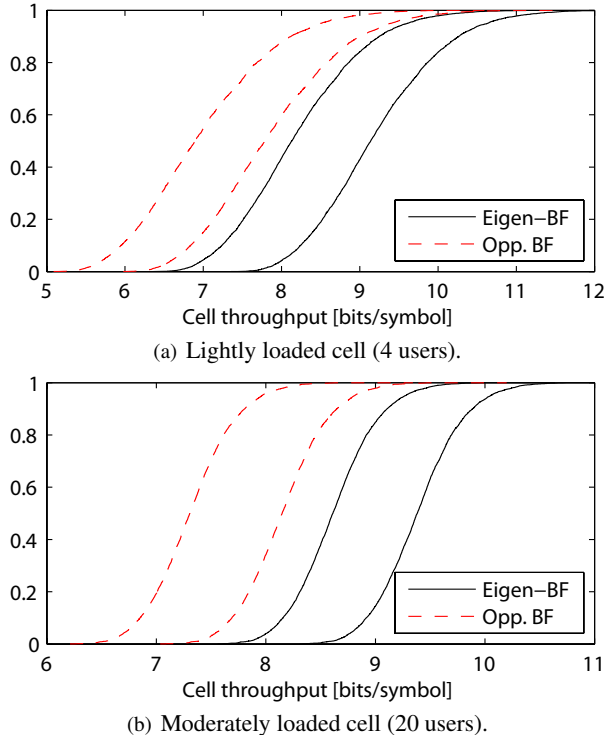 1
0.8
0.6
0.4
0.2
0
Eigen–BF
Opp. BF
5 6 7 8 9 10 11 12
Cell throughput [bits/symbol]
(a) Lightly loaded cell (4 users).
1
0.8
0.6
0.4
0.2
0
Eigen–BF
Opp. BF
6 7 8 9 10 11
Cell throughput [bits/symbol]
(b) Moderately loaded cell (20 users).